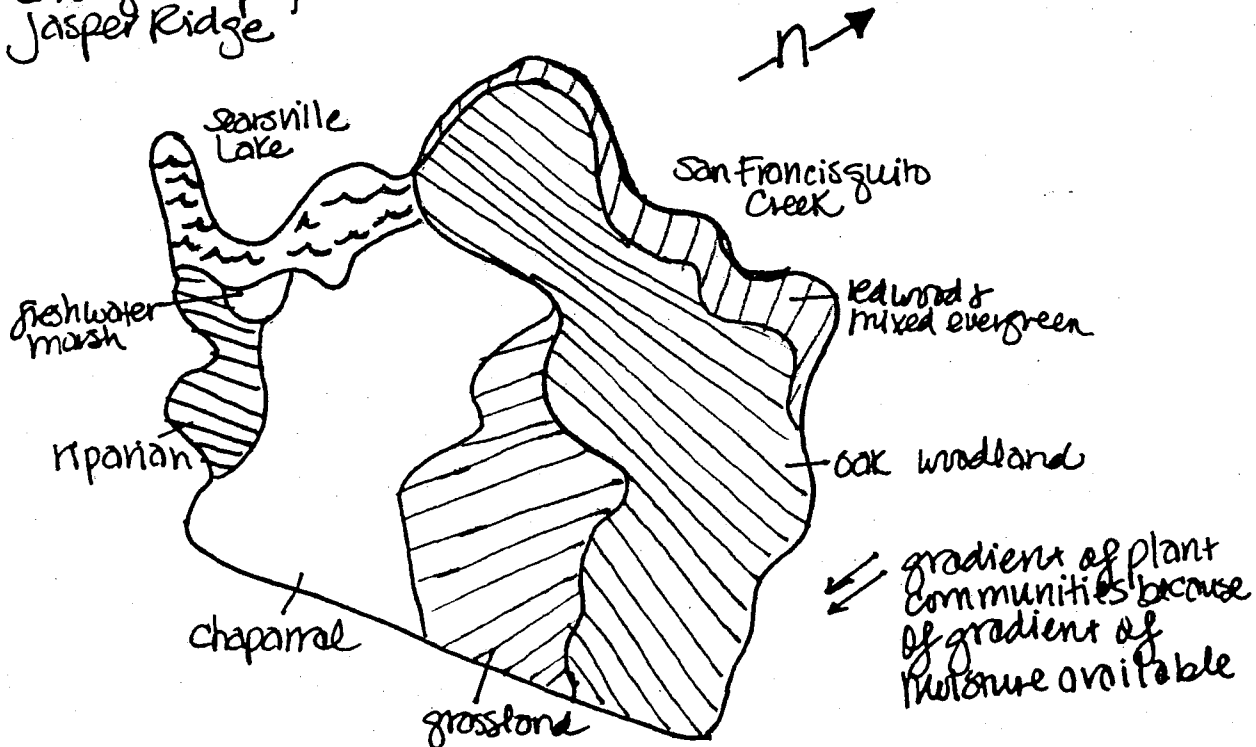 Jasper Ridge
n
Searsville
Lake
San Francisquito
Creek
freshwater
marsh
redwood &
mixed evergreen
riparian
oak woodland
gradient of plant
communities because
of gradient of
moisture available
chaparral
grassland